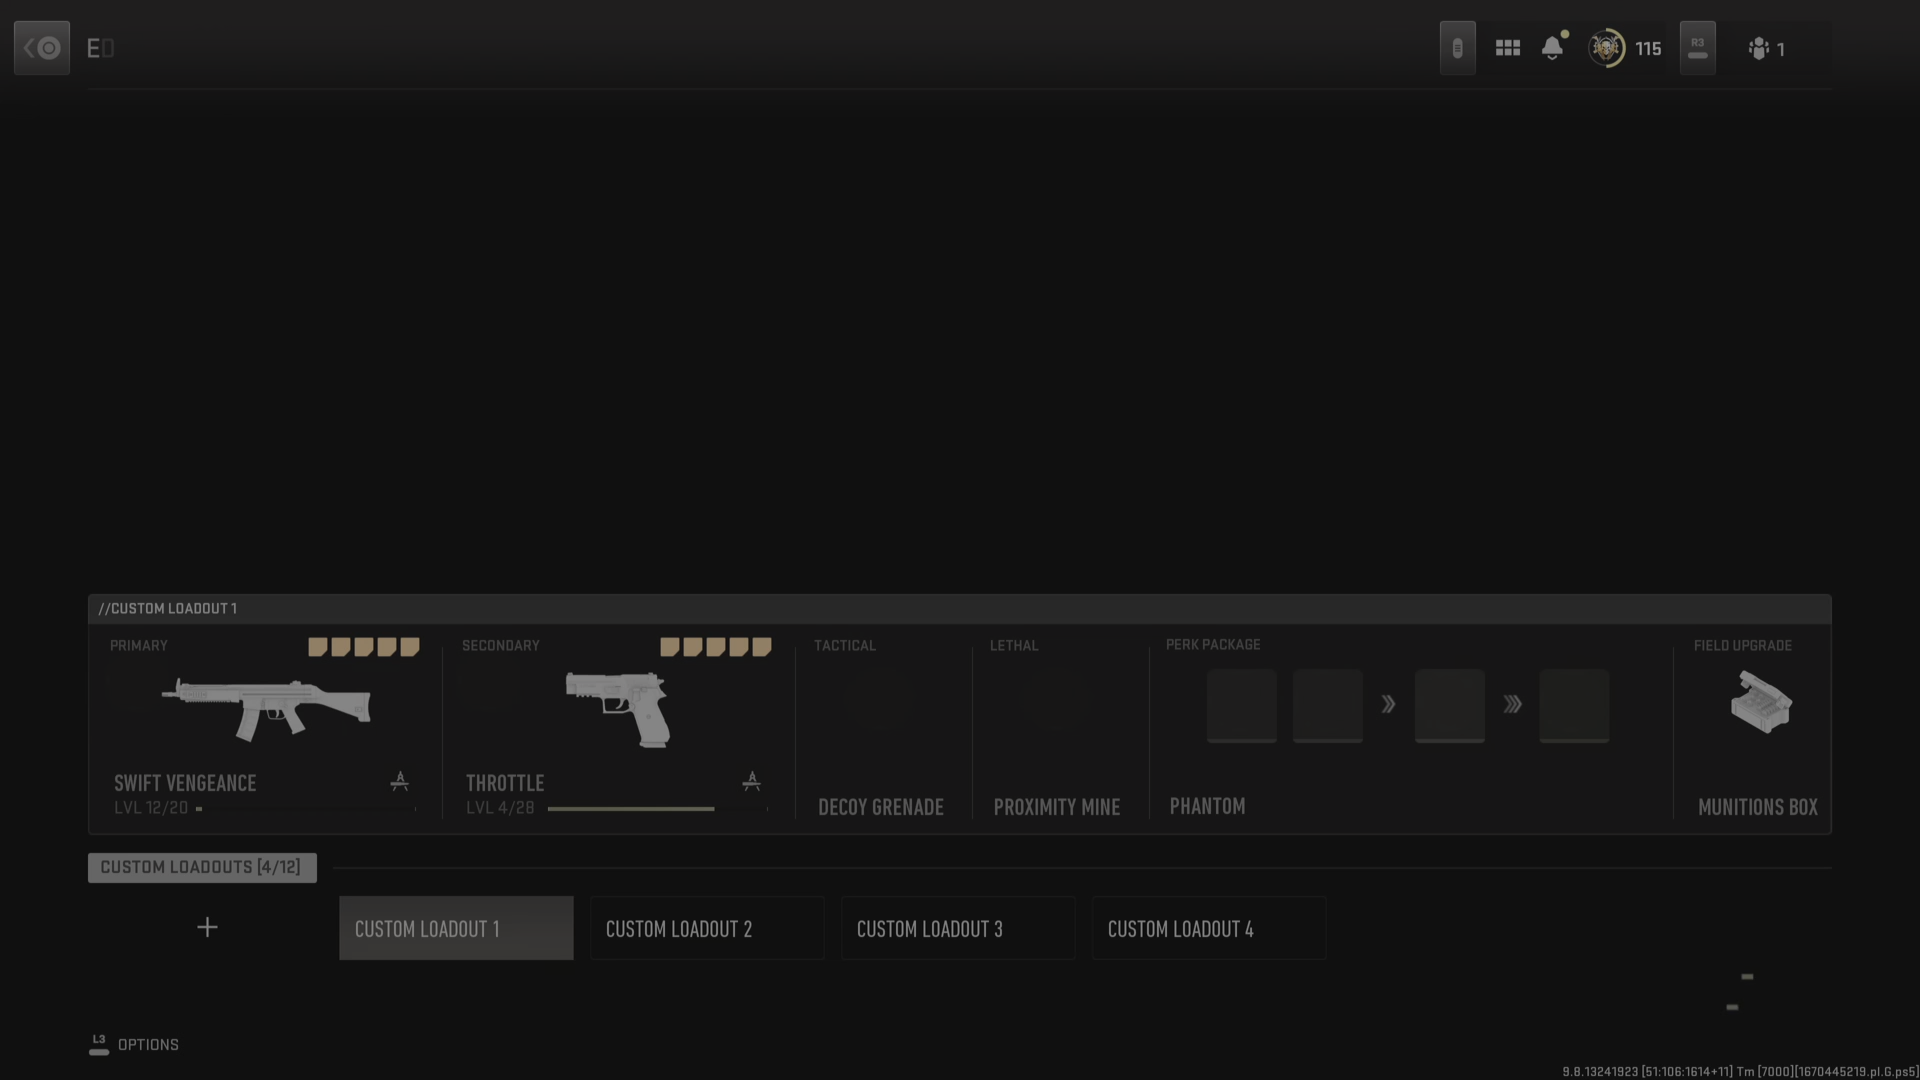 ED
115
R3
1
//CUSTOM LOADOUT 1
PRIMARY
SECONDARY
TACTICAL
LETHAL
PERK PACKAGE
FIELD UPGRADE
SWIFT VENGEANCE
LVL 12/20
THROTTLE
LVL 4/28
DECOY GRENADE
PROXIMITY MINE
PHANTOM
MUNITIONS BOX
CUSTOM LOADOUTS [4/12]
+
CUSTOM LOADOUT 1
CUSTOM LOADOUT 2
CUSTOM LOADOUT 3
CUSTOM LOADOUT 4
L3
OPTIONS
9.8.13241923 [51:106:1614+11] Tm [7000][1670445219.pl.G.ps5]